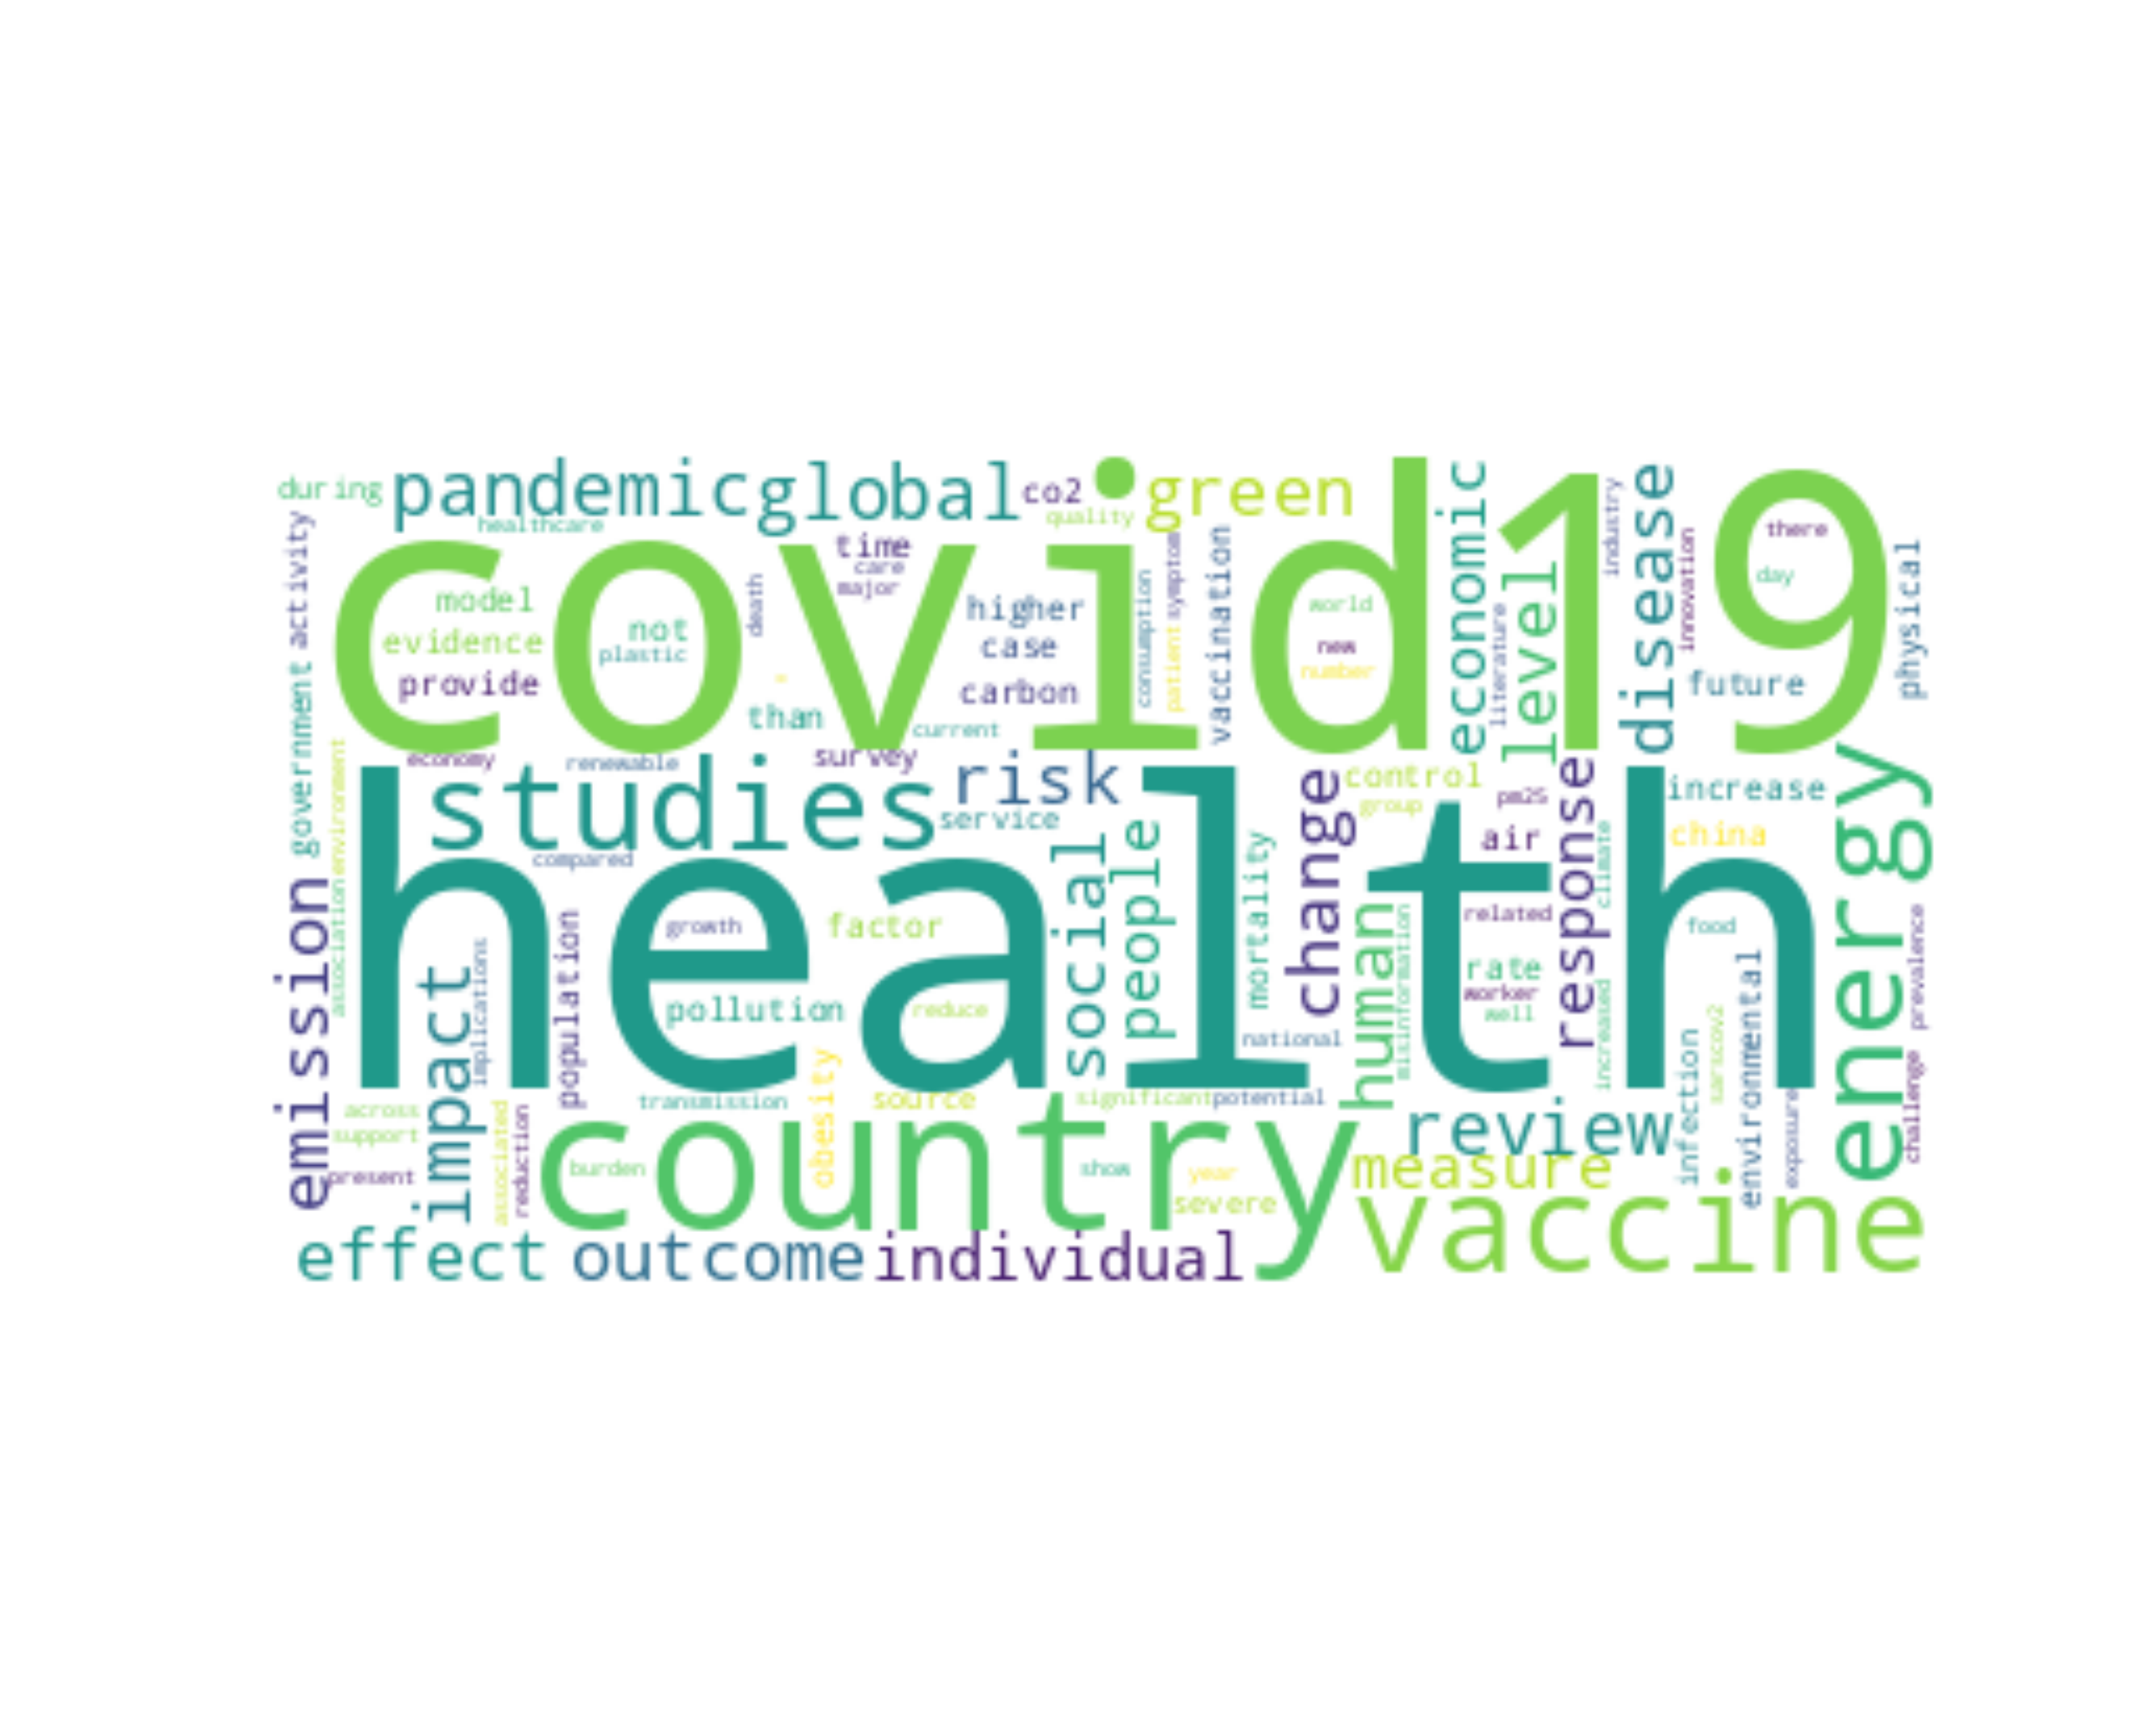 during
pandemic
global
co2
green
healthcare
quality
covid19
economic
industry
disease
there
activity
time
care
major
death
model
evidence
provide
not
plastic
-
than
higher
case
carbon
current
consumption
symptom
patient
vaccination
world
new
number
literature
level
innovation
day
future
physical
government
environment
economy
renewable
survey
studies
risk
service
compared
control
group
change
pm25
air
response
increase
china
climate
energy
health
emission
association
impact
implications
population
growth
pollution
factor
reduce
social
people
mortality
national
human
misinformation
related
rate
worker
well
increased
food
infection
sarscov2
environmental
exposure
prevalence
challenge
across
support
present
associated
reduction
transmission
obesity
source
significant
potential
country
burden
show
year
severe
review
measure
vaccine
effect
outcome
individual